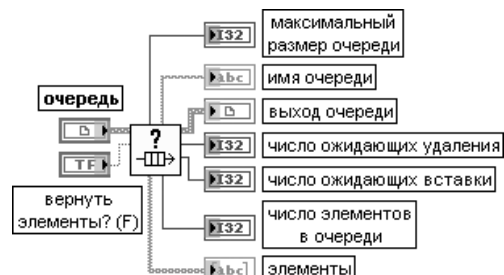 максимальный
размер очереди
I32
abc
имя очереди
очередь
выход очереди
?
I32
число ожидающих удаления
TF
I32
число ожидающих вставки
вернуть
элементы? (F)
I32
число элементов
в очереди
abc
элементы